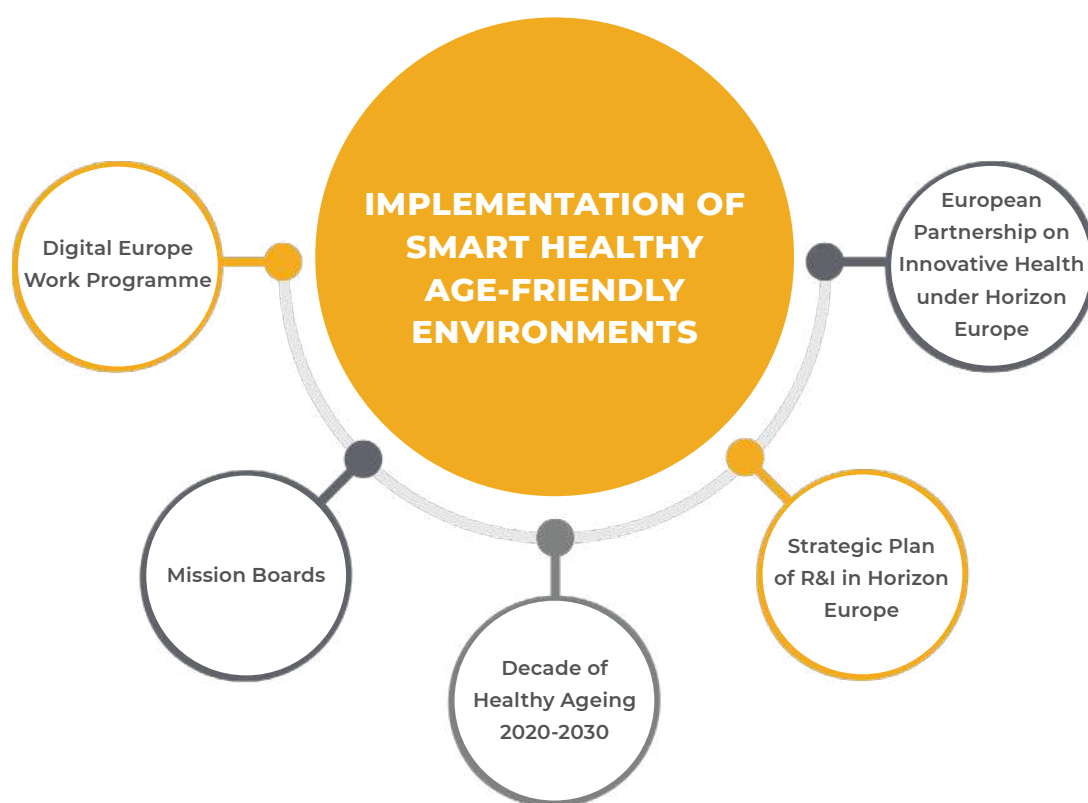 IMPLEMENTATION OF
SMART HEALTHY
AGE-FRIENDLY
ENVIRONMENTS
Digital Europe
Work Programme
Mission Boards
Decade of
Healthy Ageing
2020-2030
Strategic Plan
of R&I in Horizon
Europe
European
Partnership on
Innovative Health
under Horizon
Europe